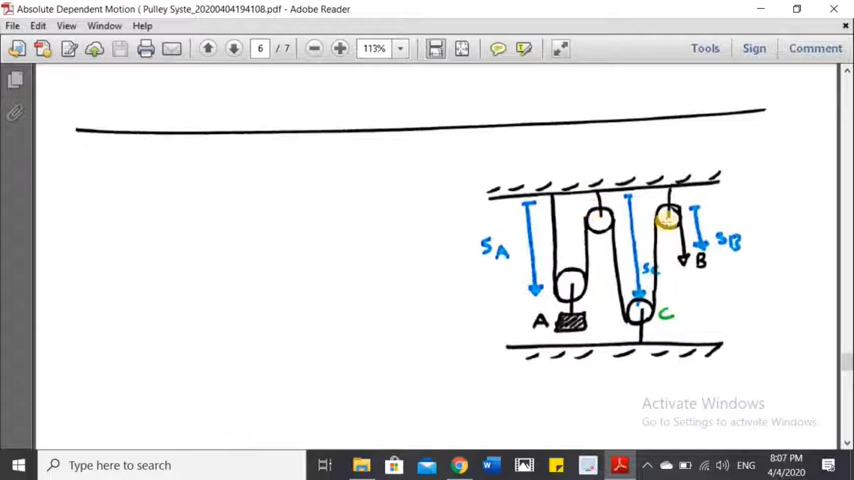 Absolute Dependent Motion ( Pulley Syste_20200404194108.pdf - Adobe Reader
File Edit View Window Help
6 / 7 113% Tools Sign Comment
SA
SC
SB
B
A
C
Activate Windows
Go to Settings to activate Windows.
Type here to search
ENG
8:07 PM
4/4/2020